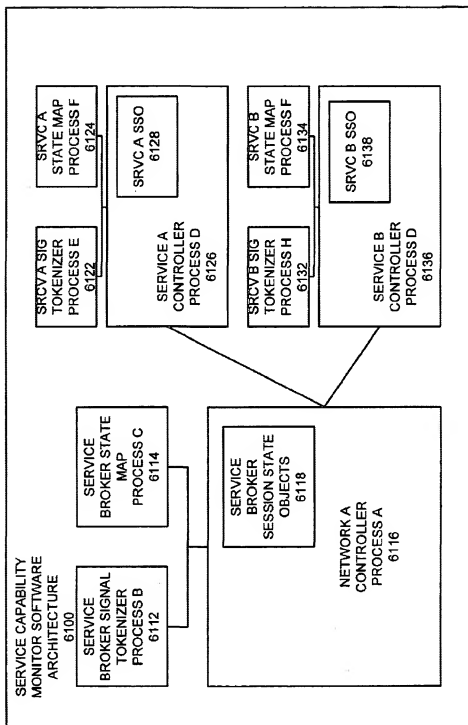 SERVICE CAPABILITY
MONITOR SOFTWARE
ARCHITECTURE
6100
SERVICE
BROKER SIGNAL
TOKENIZER
PROCESS B
6112
SERVICE
BROKER STATE
MAP
PROCESS C
6114
SERVICE
BROKER
SESSION STATE
OBJECTS
6118
NETWORK A
CONTROLLER
PROCESS A
6116
SRCV A SIG
TOKENIZER
PROCESS E
6122
SRVC A
STATE MAP
PROCESS F
6124
SRVC A SSO
6128
SERVICE A
CONTROLLER
PROCESS D
6126
SRVC B SIG
TOKENIZER
PROCESS H
6132
SRVC B
STATE MAP
PROCESS F
6134
SRVC B SSO
6138
SERVICE B
CONTROLLER
PROCESS D
6136